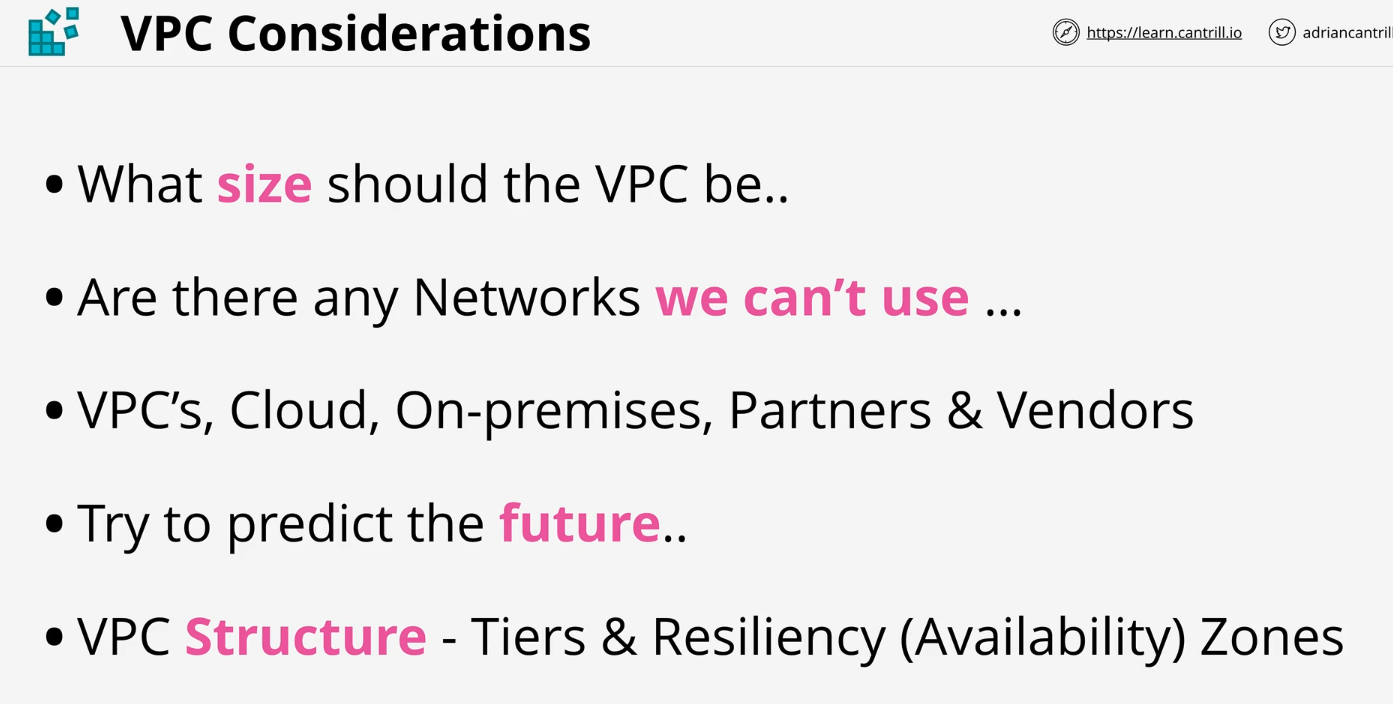 VPC Considerations
https://learn.cantrill.io
adriancantrill
• What size should the VPC be..
• Are there any Networks we can’t use ...
• VPC’s, Cloud, On-premises, Partners & Vendors
• Try to predict the future..
• VPC Structure - Tiers & Resiliency (Availability) Zones